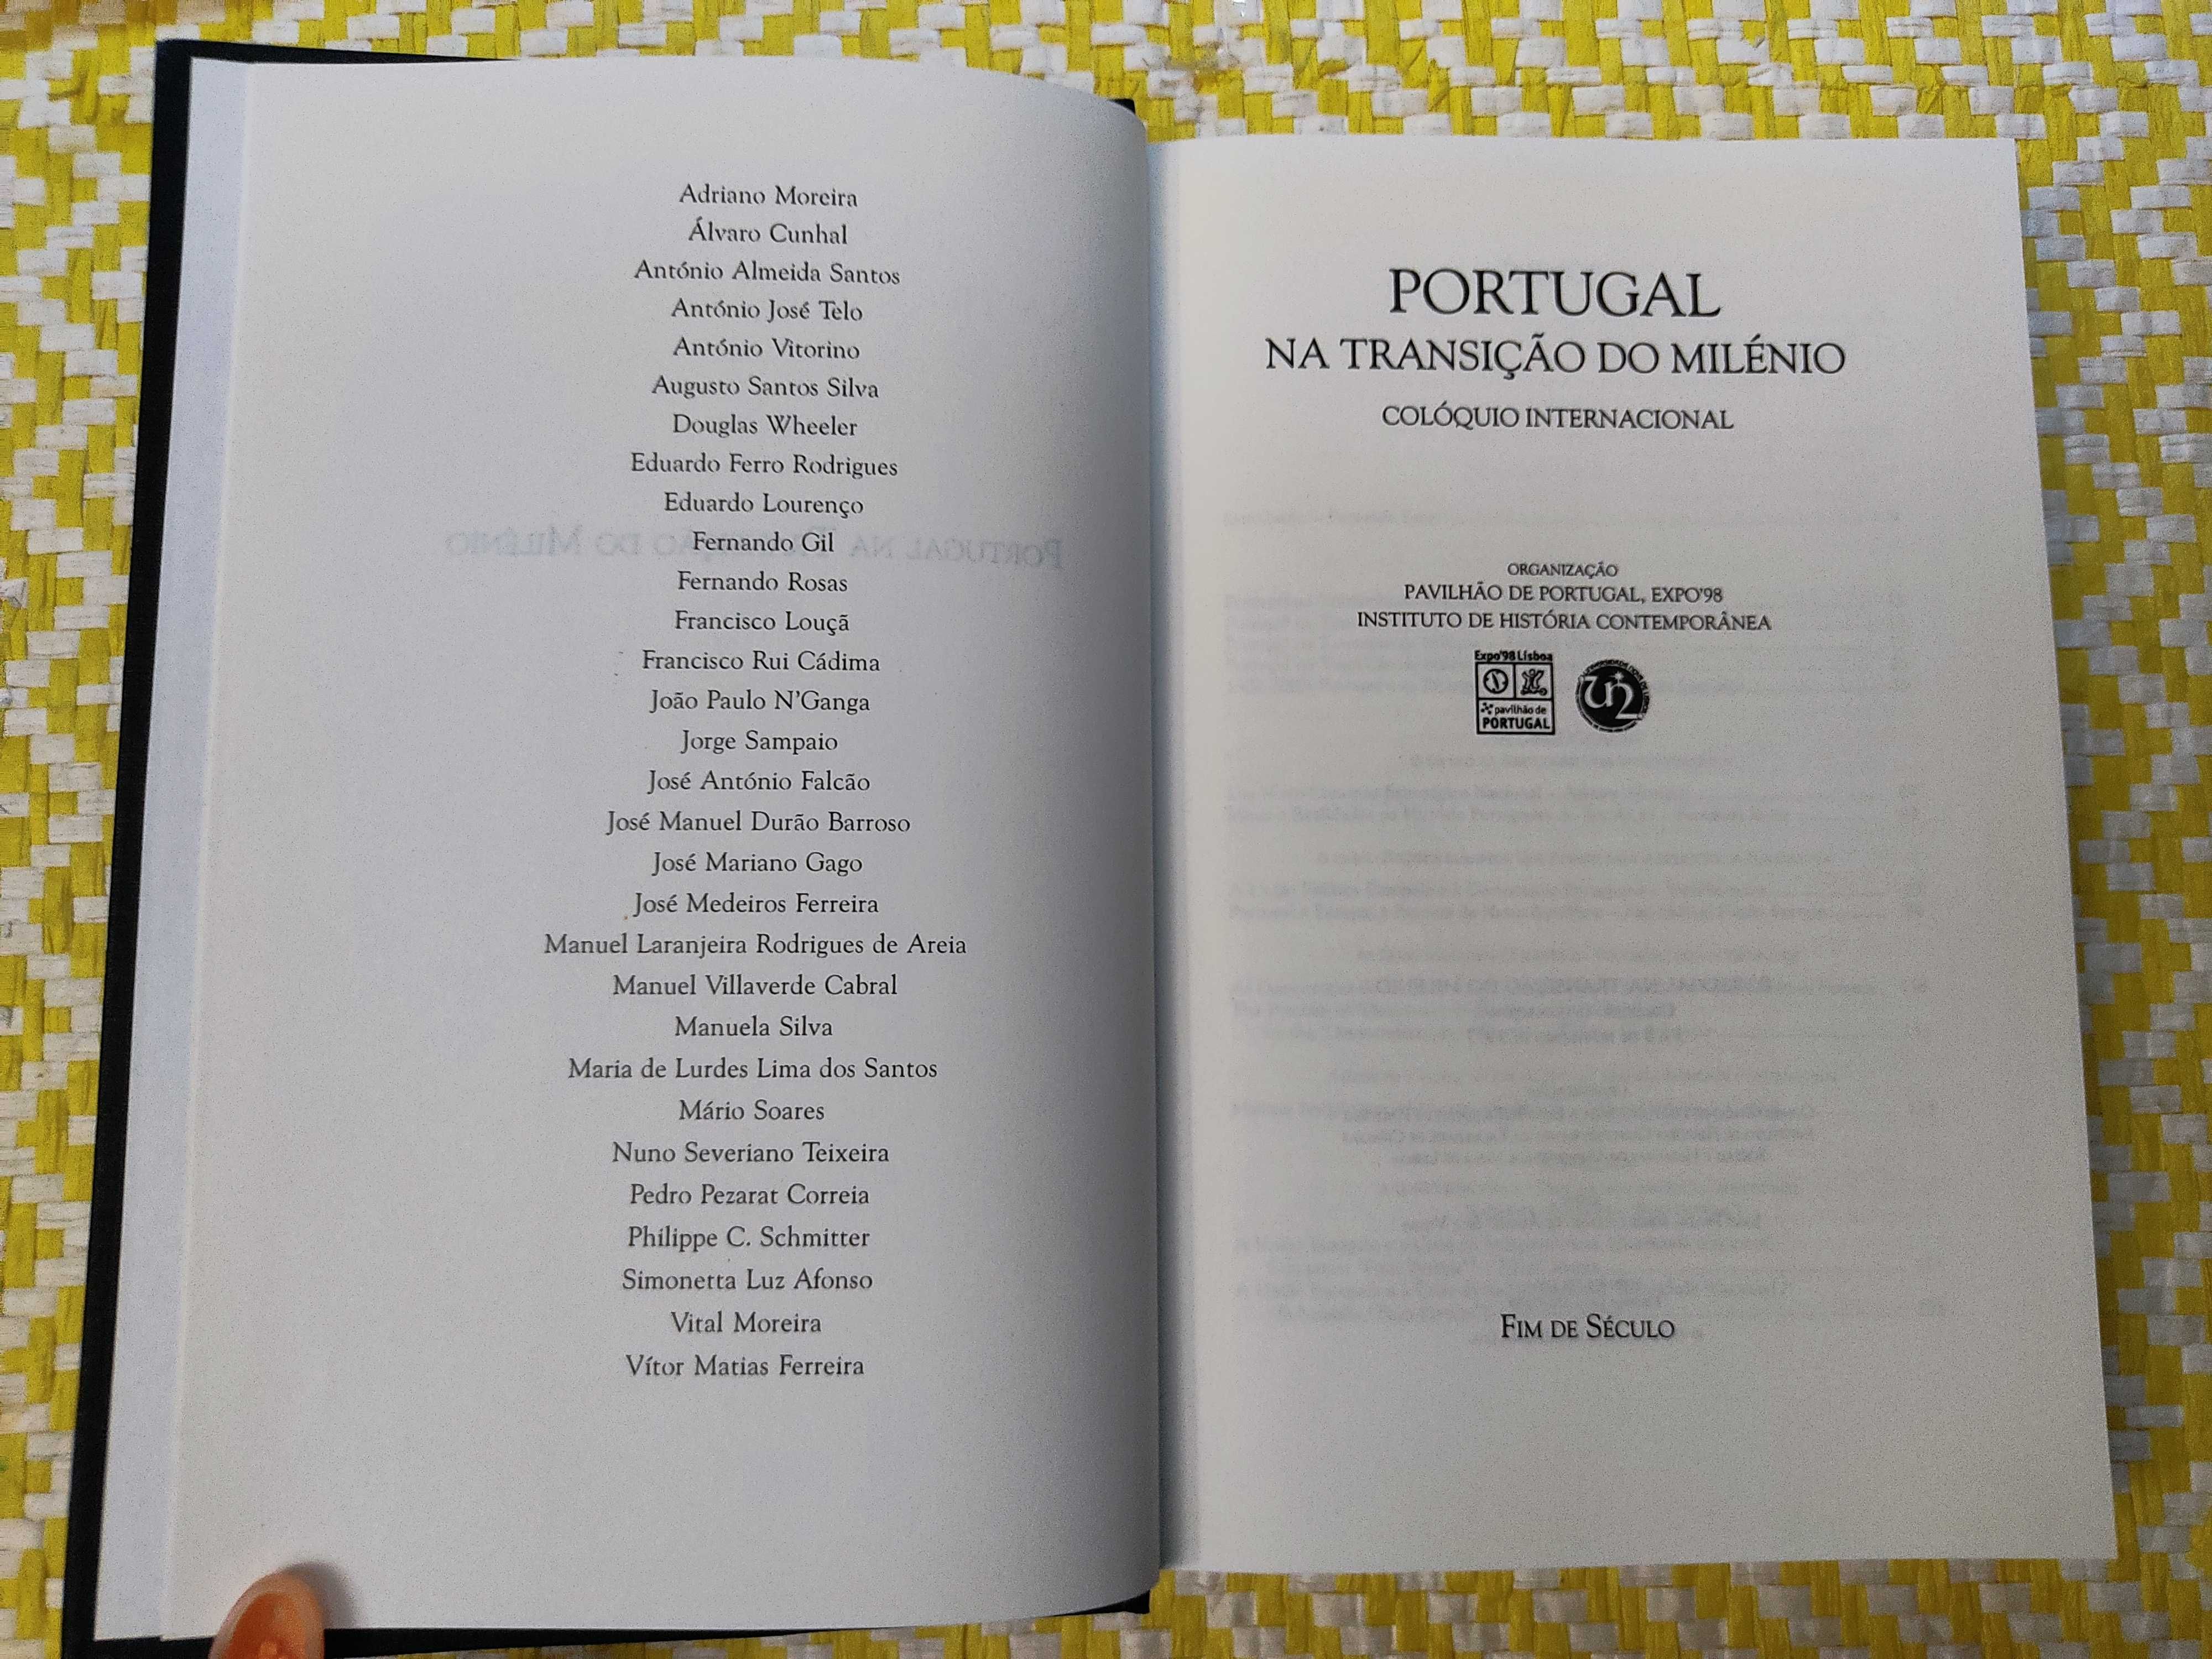 Adriano Moreira
Álvaro Cunhal
António Almeida Santos
António José Telo
António Vitorino
Augusto Santos Silva
Douglas Wheeler
Eduardo Ferro Rodrigues
Eduardo Lourenço
Fernando Gil
Fernando Rosas
Francisco Louçã
Francisco Rui Cádima
João Paulo N'Ganga
Jorge Sampaio
José António Falcão
José Manuel Durão Barroso
José Mariano Gago
José Medeiros Ferreira
Manuel Laranjeira Rodrigues de Areia
Manuel Villaverde Cabral
Manuela Silva
Maria de Lurdes Lima dos Santos
Mário Soares
Nuno Severiano Teixeira
Pedro Pezarat Correia
Philippe C. Schmitter
Simonetta Luz Afonso
Vital Moreira
Vítor Matias Ferreira
PORTUGAL
NA TRANSIÇÃO DO MILÉNIO
COLÓQUIO INTERNACIONAL
ORGANIZAÇÃO
PAVILHÃO DE PORTUGAL, EXPO'98
INSTITUTO DE HISTÓRIA CONTEMPORÂNEA
Expo'98 Lisboa
pavilhão de
PORTUGAL
FIM DE SÉCULO